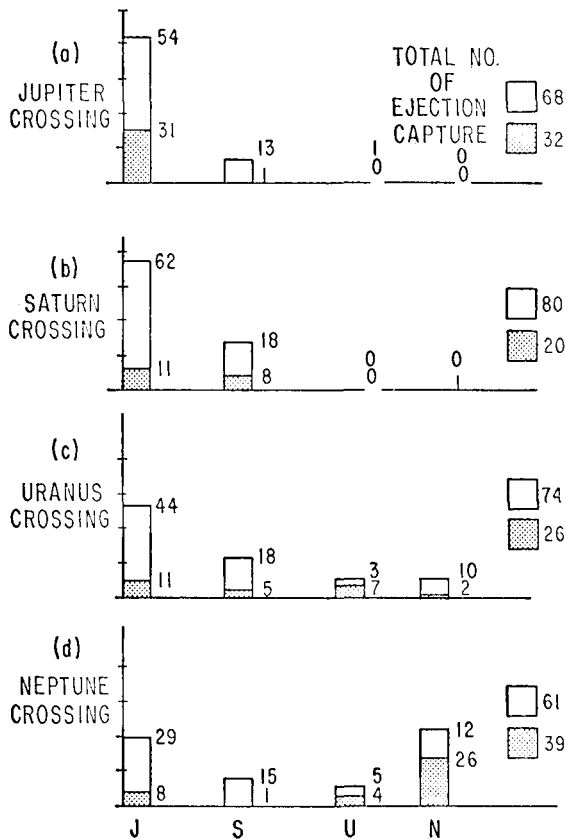 (a)
JUPITER
CROSSING
54
31
13
1
1
0
0
0
TOTAL NO.
OF
EJECTION
CAPTURE
68
32
(b)
SATURN
CROSSING
62
11
18
8
0
0
0
1
80
20
(c)
URANUS
CROSSING
44
11
18
5
3
7
10
2
74
26
(d)
NEPTUNE
CROSSING
29
8
15
1
5
4
12
26
61
39
J S U N